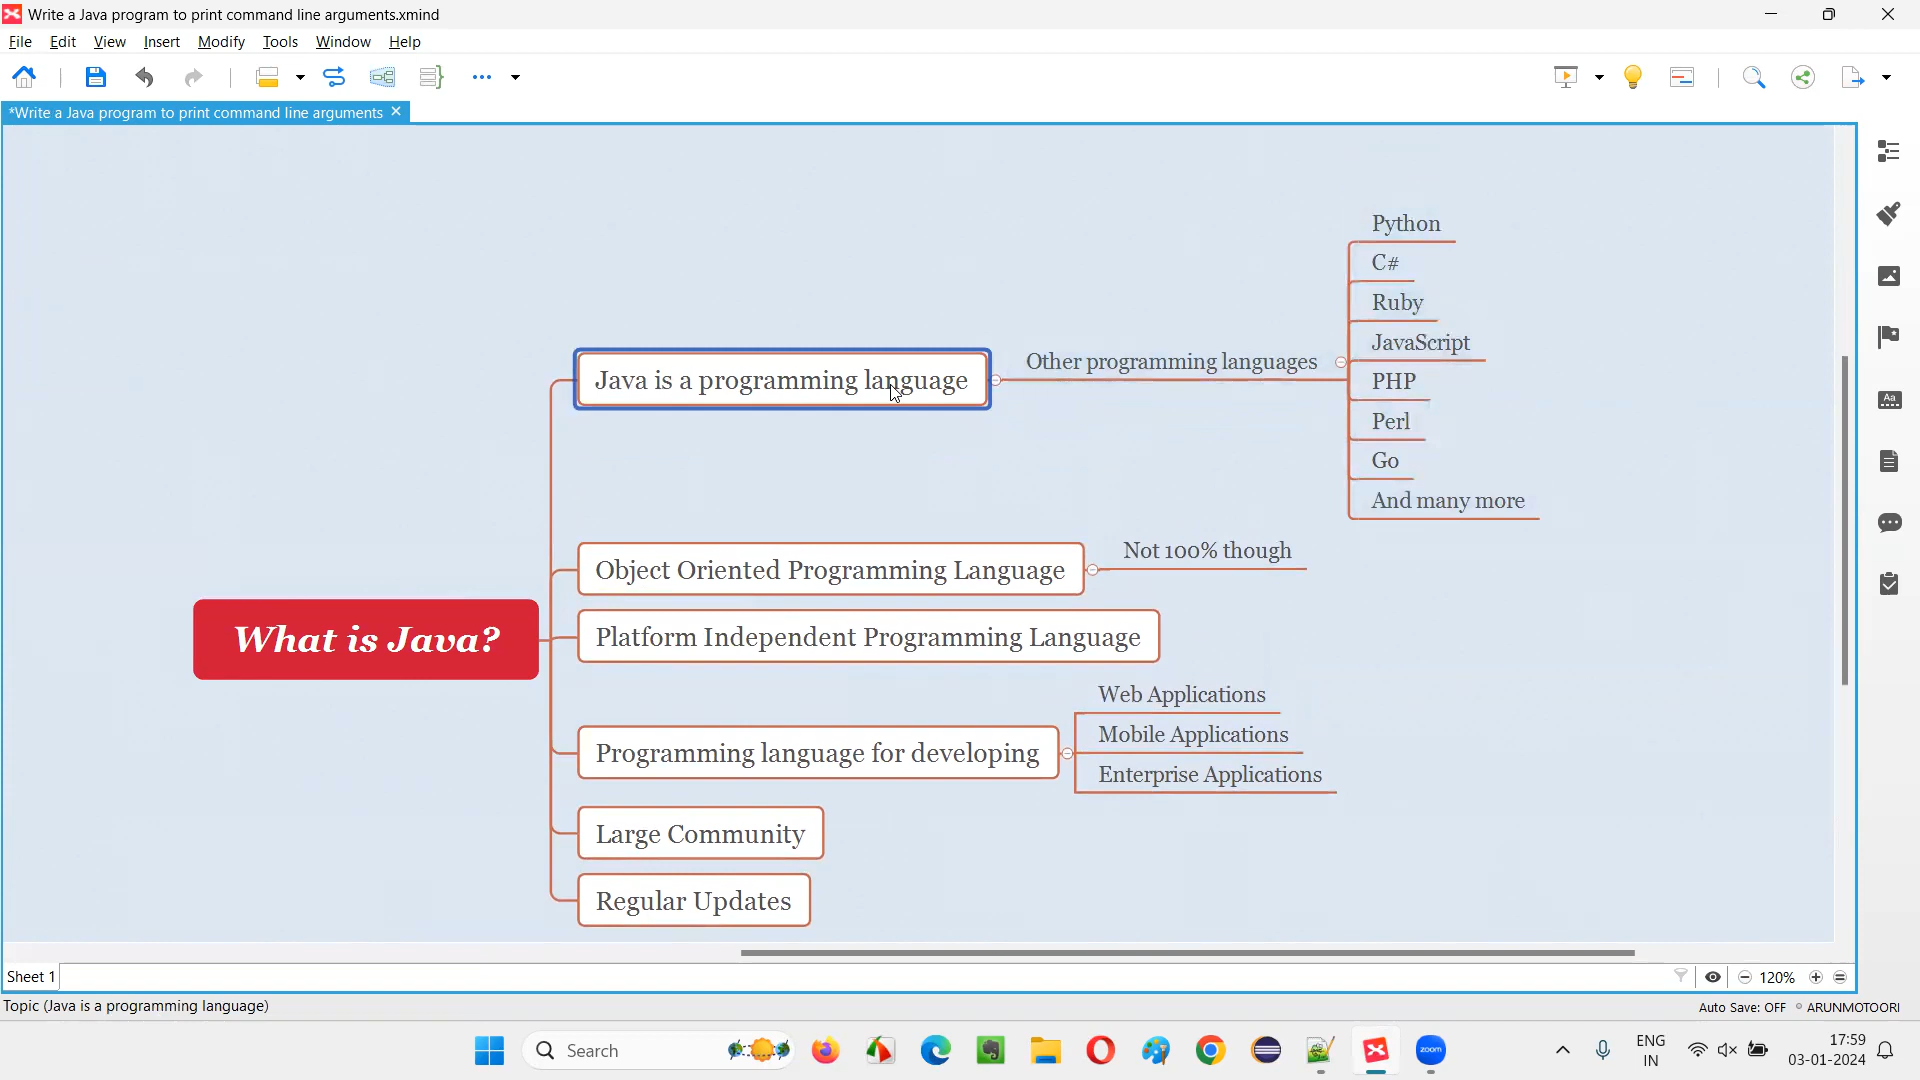 Write a Java program to print command line arguments.xmind
File Edit View Insert Modify Tools Window Help
*Write a Java program to print command line arguments
Python
C#
Ruby
JavaScript
PHP
Perl
Go
And many more
Other programming languages
Java is a programming language
Not 100% though
Object Oriented Programming Language
What is Java?
Platform Independent Programming Language
Web Applications
Mobile Applications
Enterprise Applications
Programming language for developing
Large Community
Regular Updates
Aa
Sheet 1
120%
Topic (Java is a programming language)
Auto Save: OFF
ARUNMOTOORI
Search
zoom
ENG
IN
17:59
03-01-2024